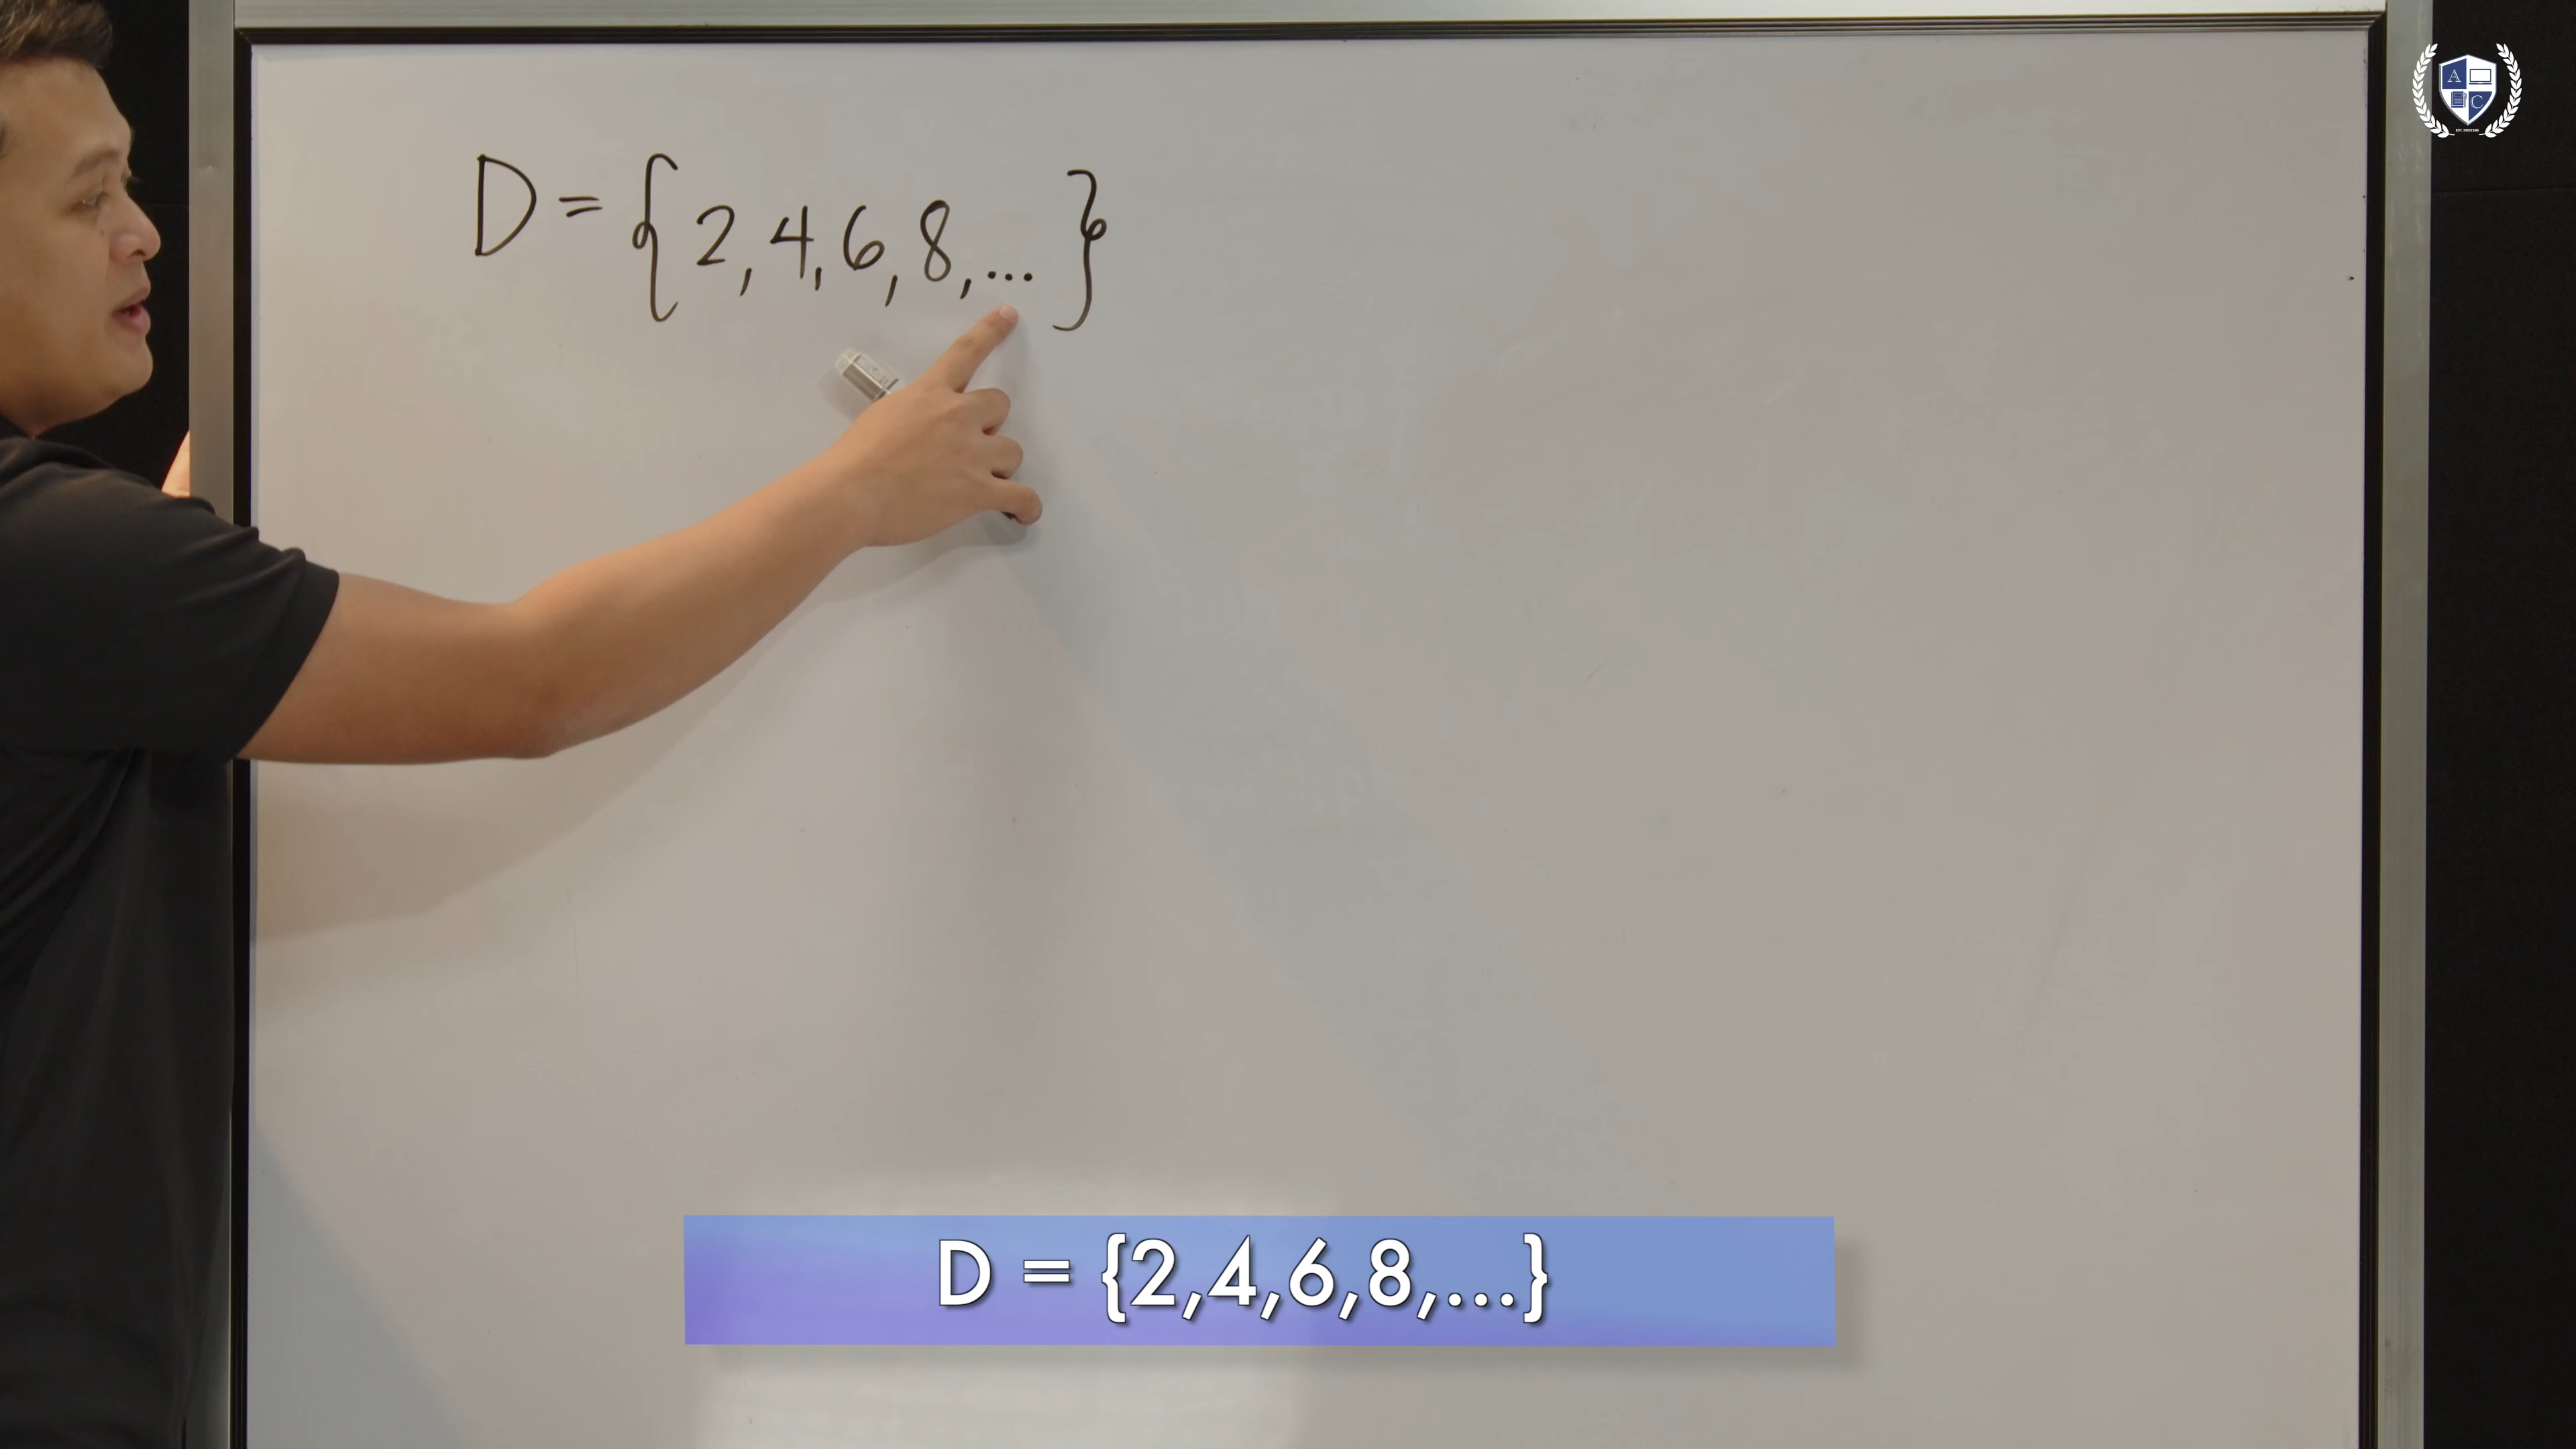 D = {2,4,6,8,...}
A
C
D = {2,4,6,8,...}